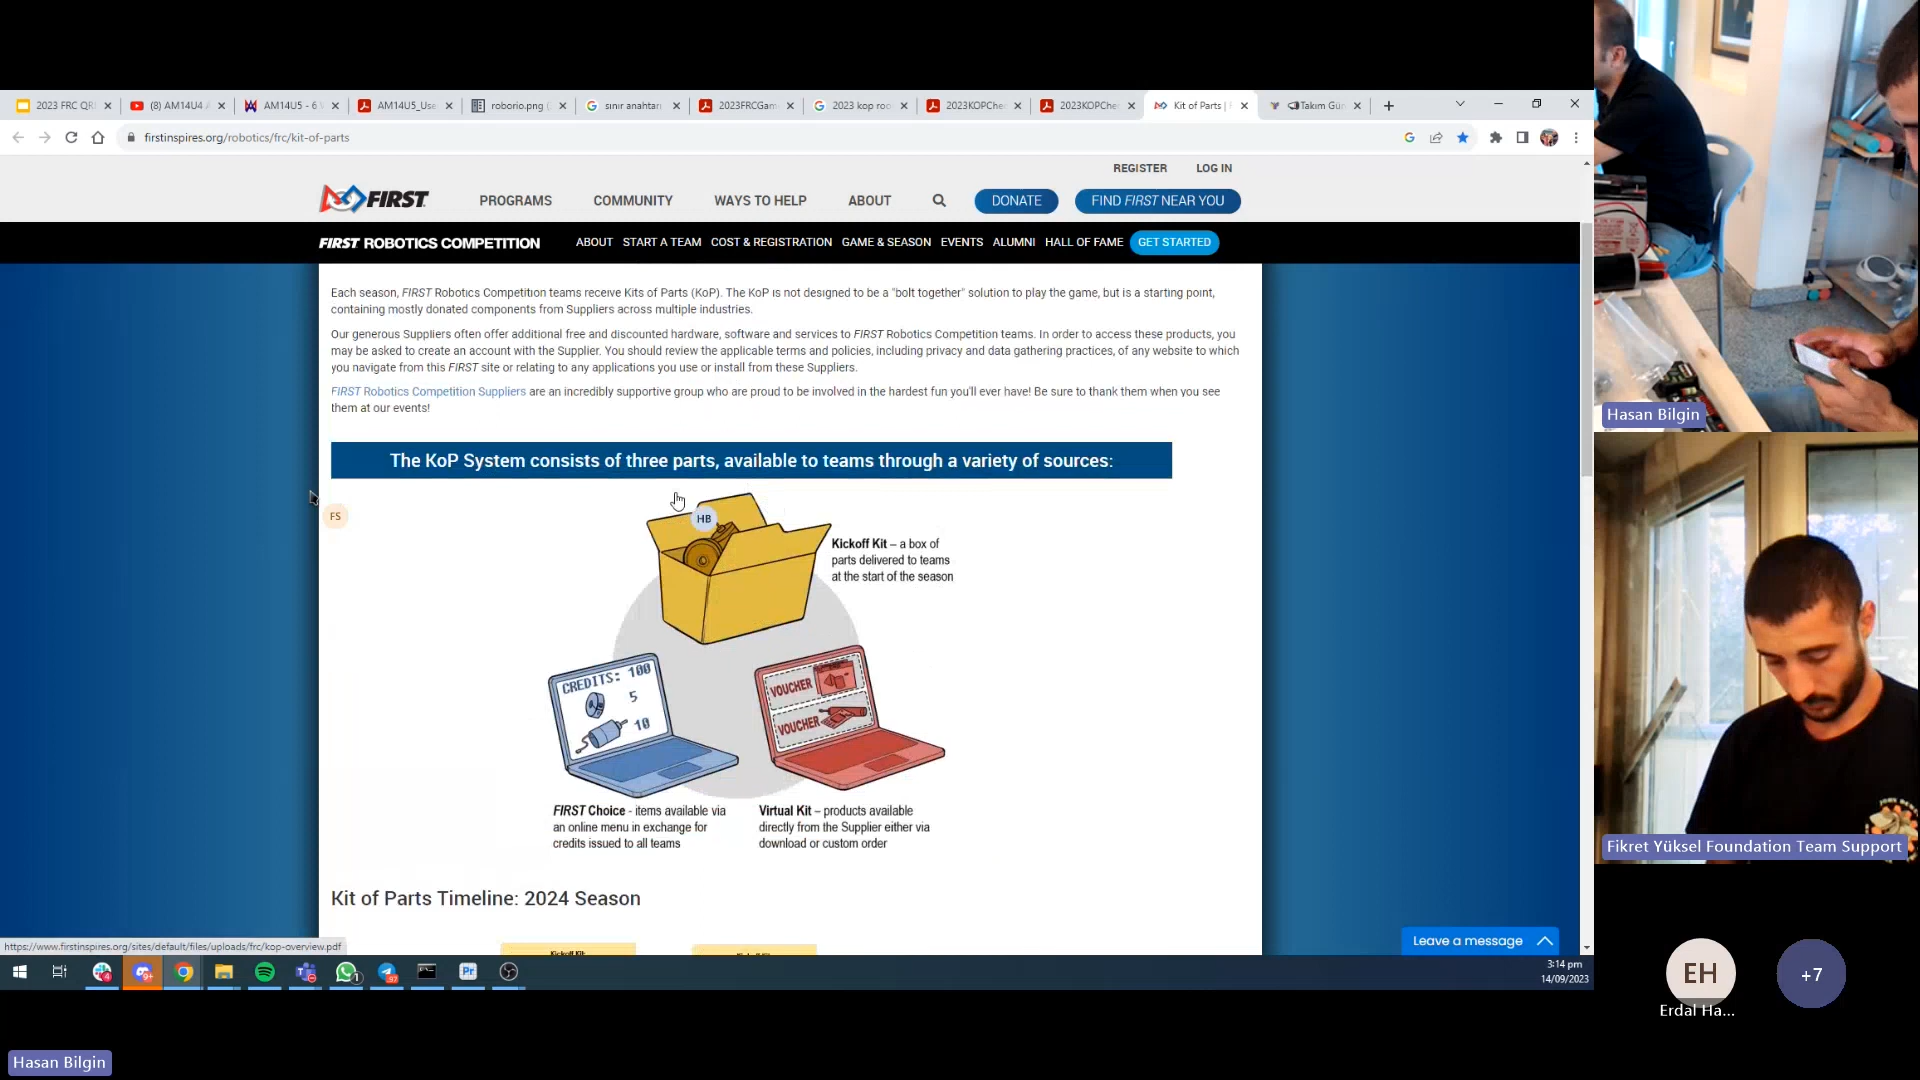 2023 FRC QR
(8) AM14U4
AM14U5 - 6
AM14U5_Use
roborio.png
sınır anahtarı
2023FRCGam
2023 kop roo
2023KOPChe
2023KOPChe
Kit of Parts |
Takım Gün
firstinspires.org/robotics/frc/kit-of-parts
REGISTER LOG IN
FIRST PROGRAMS COMMUNITY WAYS TO HELP ABOUT DONATE FIND FIRST NEAR YOU
FIRST ROBOTICS COMPETITION ABOUT START A TEAM COST & REGISTRATION GAME & SEASON EVENTS ALUMNI HALL OF FAME GET STARTED
Each season, FIRST Robotics Competition teams receive Kits of Parts (KoP). The KoP is not designed to be a "bolt together" solution to play the game, but is a starting point,
containing mostly donated components from Suppliers across multiple industries.
Our generous Suppliers often offer additional free and discounted hardware, software and services to FIRST Robotics Competition teams. In order to access these products, you
may be asked to create an account with the Supplier. You should review the applicable terms and policies, including privacy and data gathering practices, of any website to which
you navigate from this FIRST site or relating to any applications you use or install from these Suppliers.
FIRST Robotics Competition Suppliers are an incredibly supportive group who are proud to be involved in the hardest fun you'll ever have! Be sure to thank them when you see
them at our events!
The KoP System consists of three parts, available to teams through a variety of sources:
FS
HB
Kickoff Kit – a box of
parts delivered to teams
at the start of the season
CREDITS: 100
5
10
VOUCHER
VOUCHER
FIRST Choice - items available via
an online menu in exchange for
credits issued to all teams
Virtual Kit – products available
directly from the Supplier either via
download or custom order
Kit of Parts Timeline: 2024 Season
Leave a message
https://www.firstinspires.org/sites/default/files/uploads/frc/kop-overview.pdf
3:14 pm
14/09/2023
Hasan Bilgin
Fikret Yüksel Foundation Team Support
EH
Erdal Ha...
+7
Hasan Bilgin